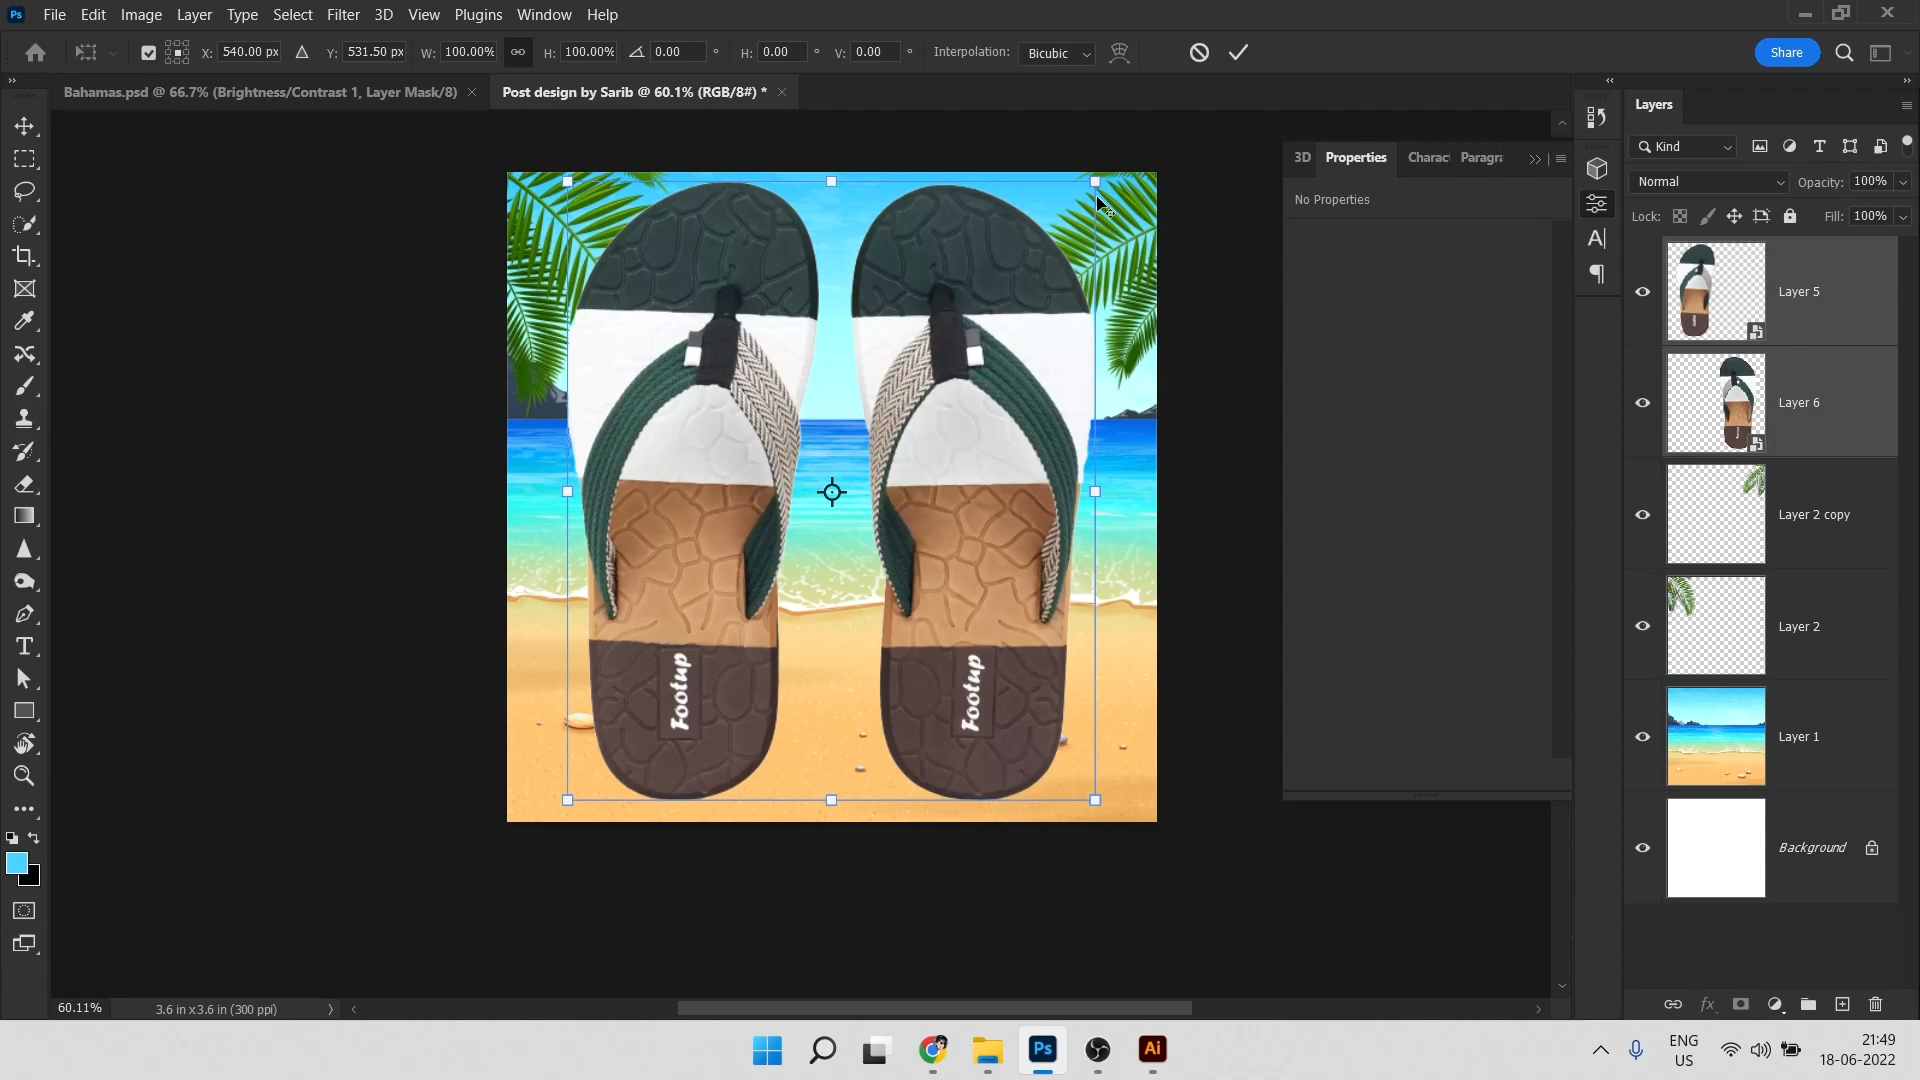 Ps File Edit Image Layer Type Select Filter 3D View Plugins Window Help
X: 540.00 px Y: 531.50 px W: 100.00% H: 100.00% 0.00 ° H: 0.00 ° V: 0.00 ° Interpolation: Bicubic Share
Bahamas.psd @ 66.7% (Brightness/Contrast 1, Layer Mask/8) × Post design by Sarib @ 60.1% (RGB/8#) * ×
3D Properties Charac Paragra
No Properties
Layers
Kind
Normal Opacity: 100%
Lock: Fill: 100%
Layer 5
Layer 6
Layer 2 copy
Layer 2
Layer 1
Background
Footup
Footup
60.11% 3.6 in x 3.6 in (300 ppi)
Ps Ai
ENG
US
21:49
18-06-2022